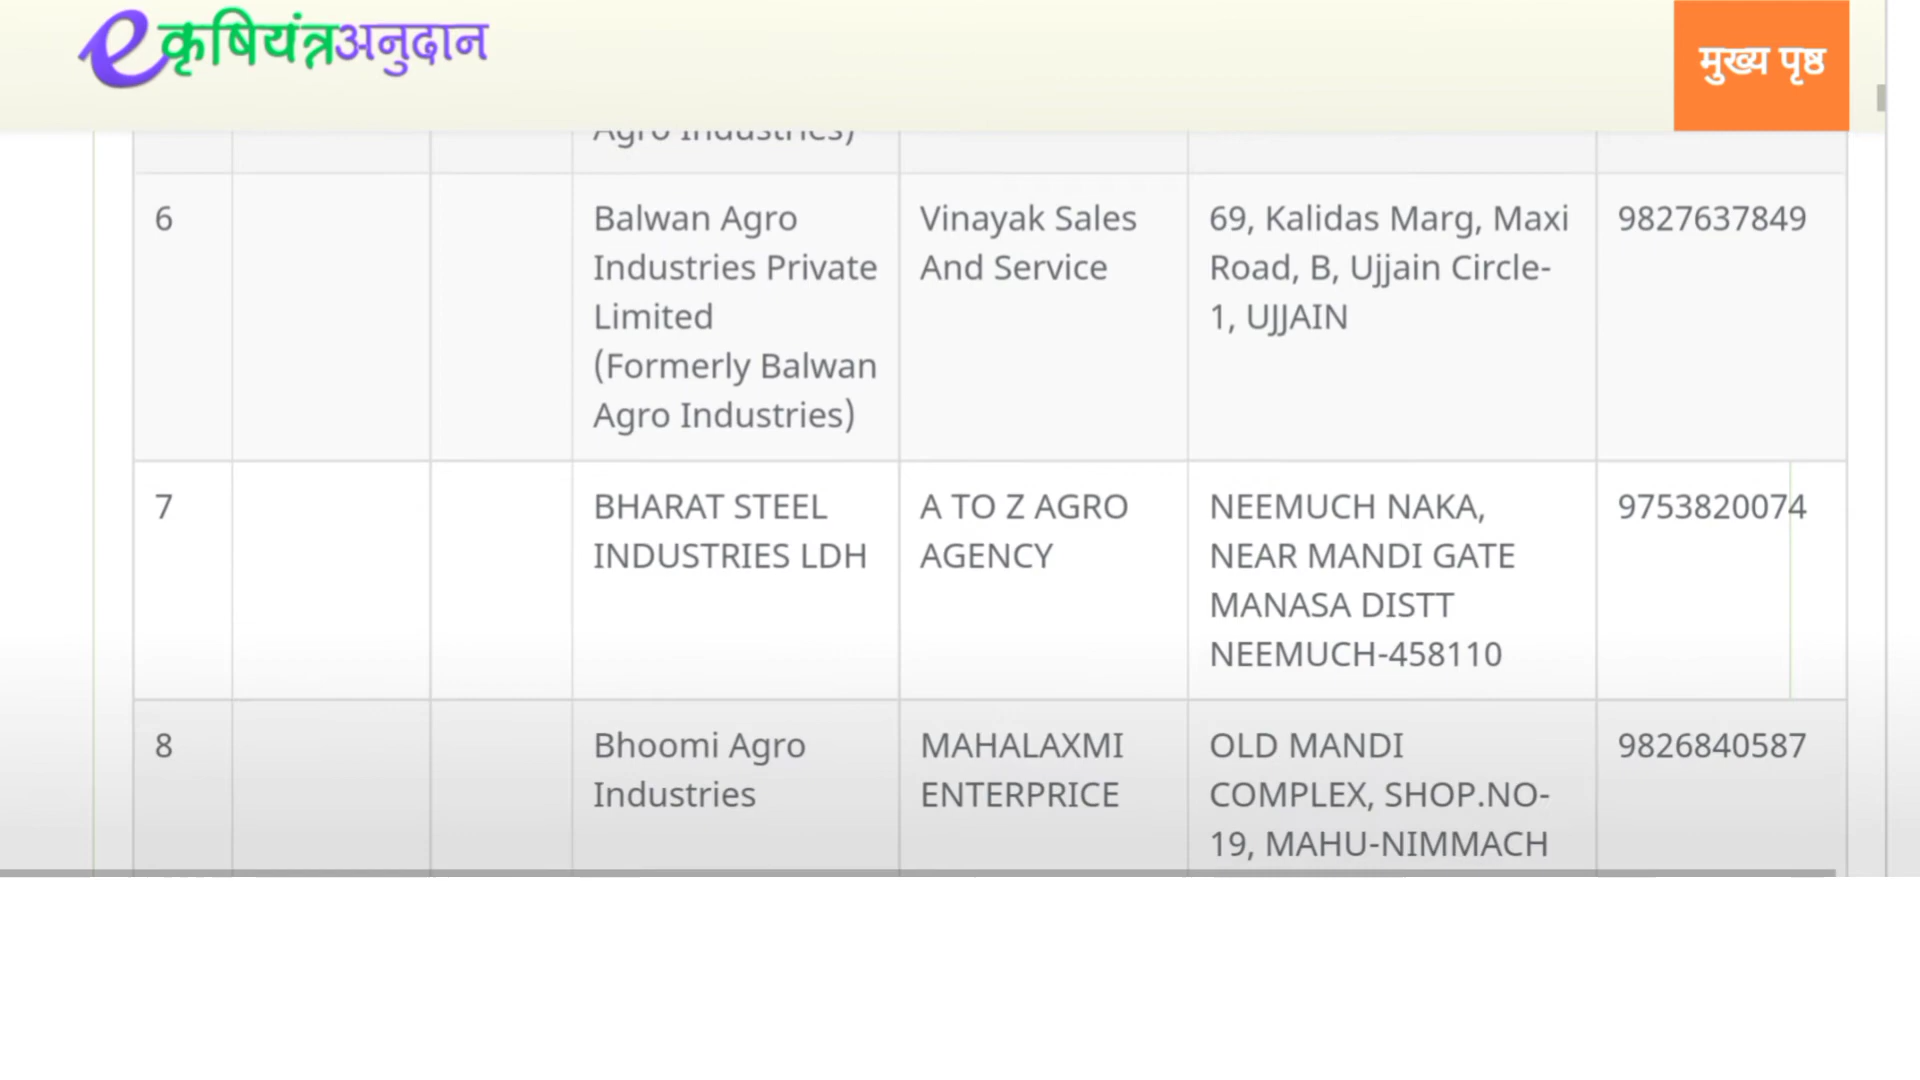 eकृषियंत्रअनुदान
मुख्य पृष्ठ
Agro Industries)
6
Balwan Agro
Industries Private
Limited
(Formerly Balwan
Agro Industries)
Vinayak Sales
And Service
69, Kalidas Marg, Maxi
Road, B, Ujjain Circle-
1, UJJAIN
9827637849
7
BHARAT STEEL
INDUSTRIES LDH
A TO Z AGRO
AGENCY
NEEMUCH NAKA,
NEAR MANDI GATE
MANASA DISTT
NEEMUCH-458110
9753820074
8
Bhoomi Agro
Industries
MAHALAXMI
ENTERPRICE
OLD MANDI
COMPLEX, SHOP.NO-
19, MAHU-NIMMACH
9826840587